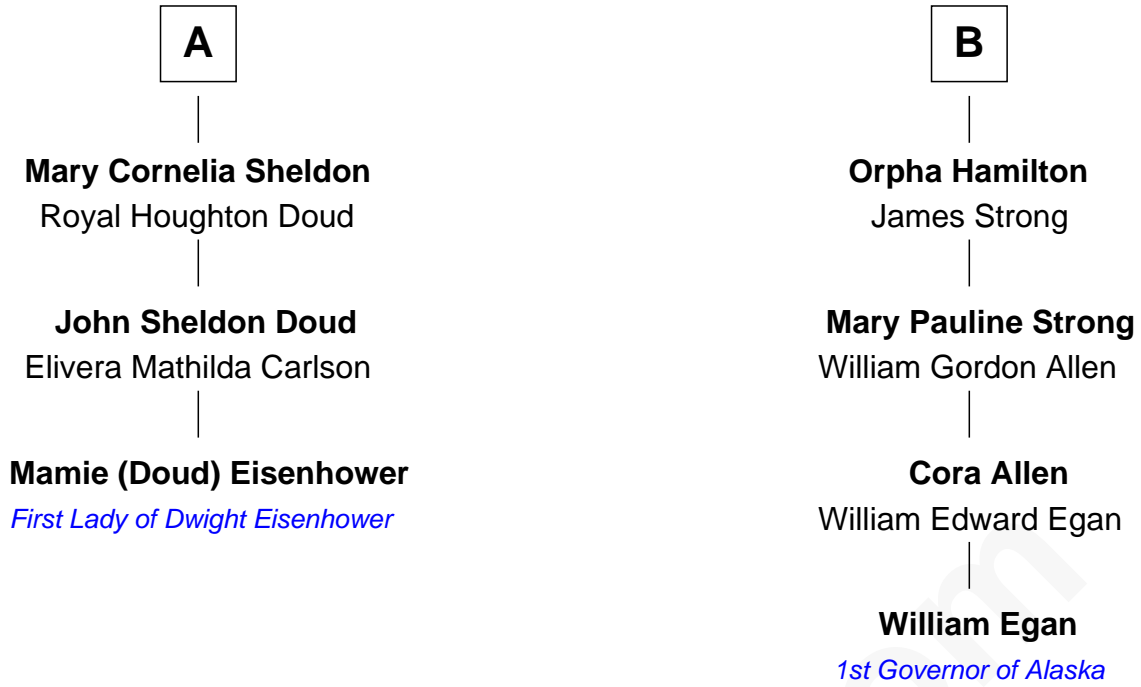 A
Mary Cornelia Sheldon
Royal Houghton Doud
John Sheldon Doud
Elivera Mathilda Carlson
Mamie (Doud) Eisenhower
First Lady of Dwight Eisenhower
B
Orpha Hamilton
James Strong
Mary Pauline Strong
William Gordon Allen
Cora Allen
William Edward Egan
William Egan
1st Governor of Alaska